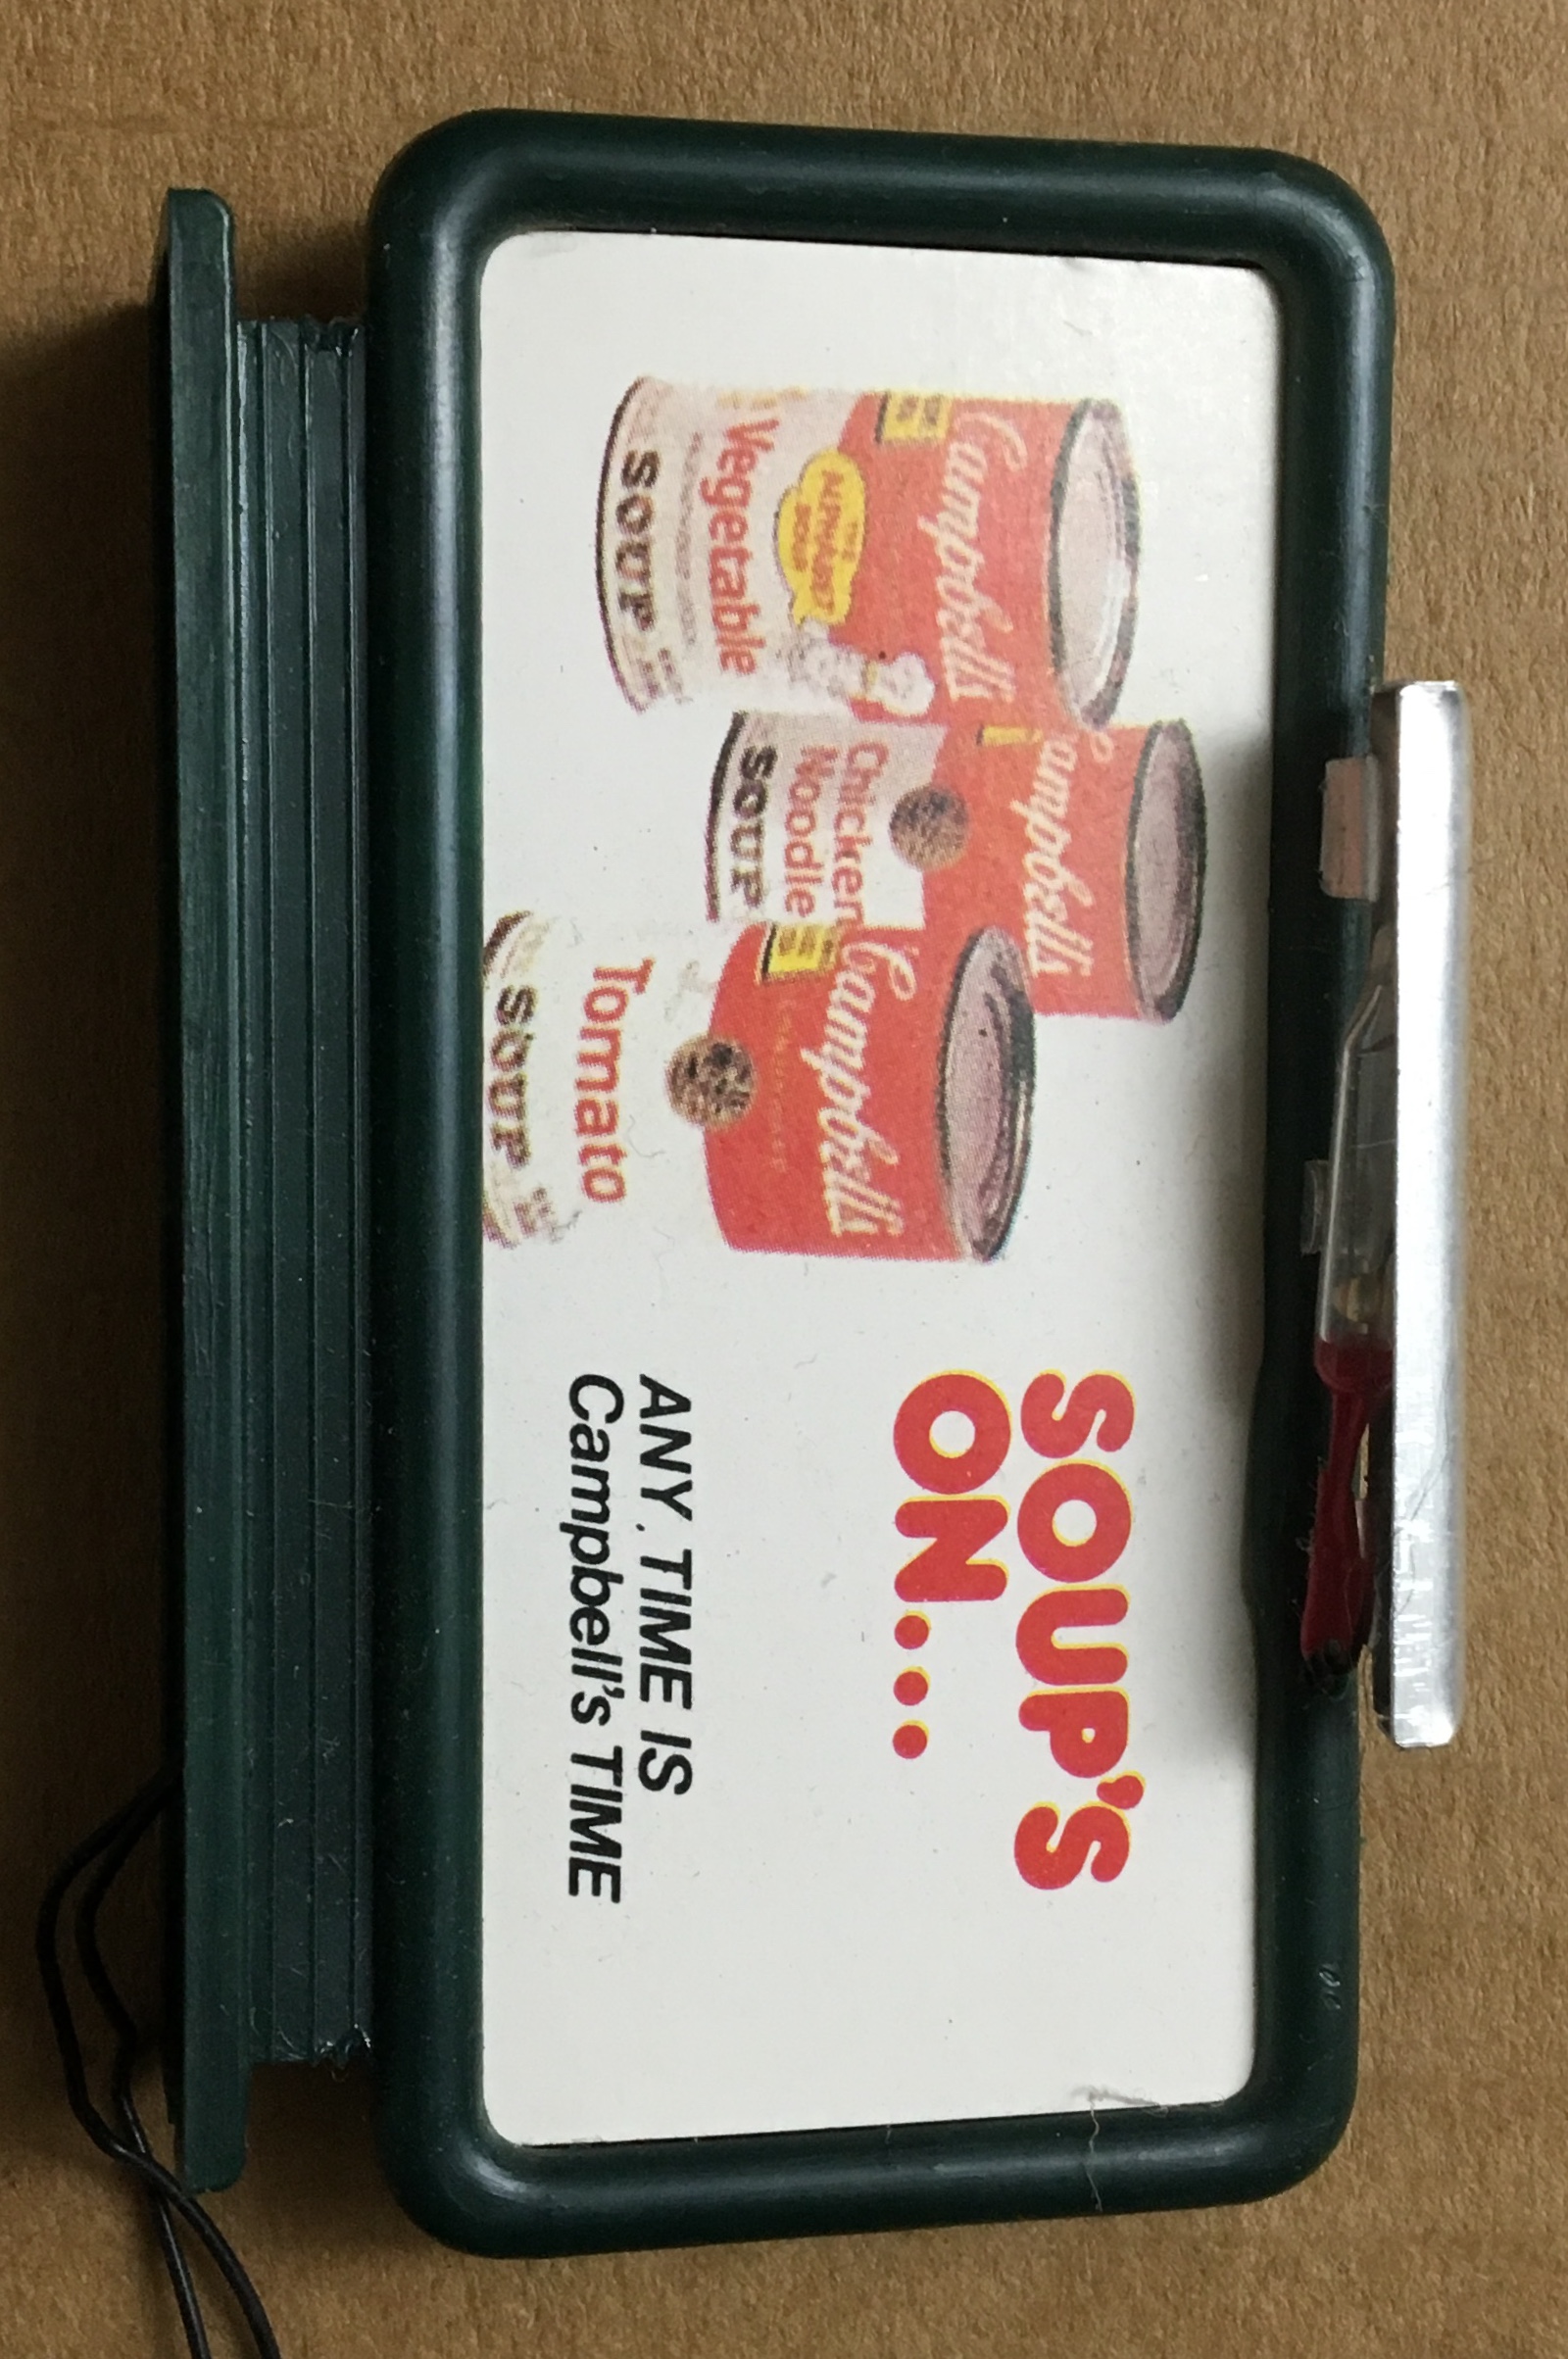 Campbell's
Vegetable
SOUP
Campbell's
Chicken
Noodle
SOUP
Campbell's
Tomato
SOUP
SOUP'S
ON...
ANY TIME IS
Campbell's TIME